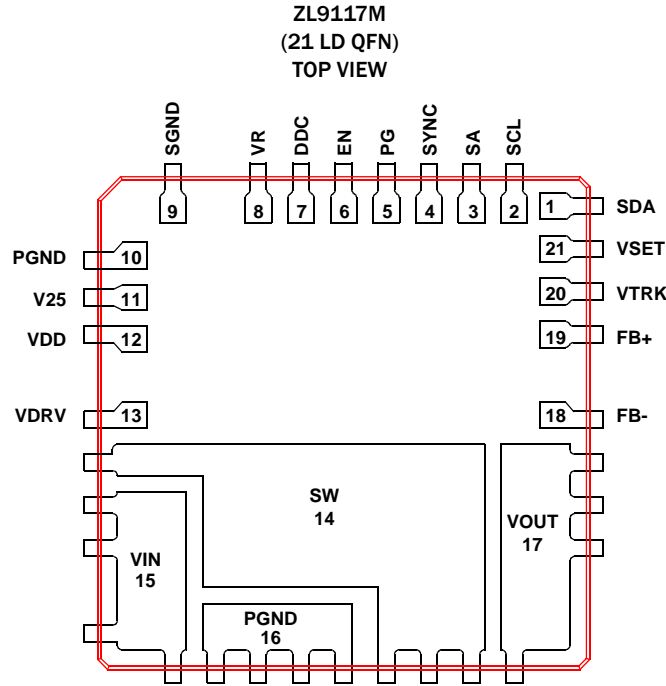 ZL9117M
(21 LD QFN)
TOP VIEW
SGND
VR
DDC
EN
PG
SYNC
SA
SCL
9
8
7
6
5
4
3
2
1 SDA
21 VSET
20 VTRK
19 FB+
18 FB-
PGND 10
V25 11
VDD 12
VDRV 13
SW
14
VOUT
17
VIN
15
PGND
16